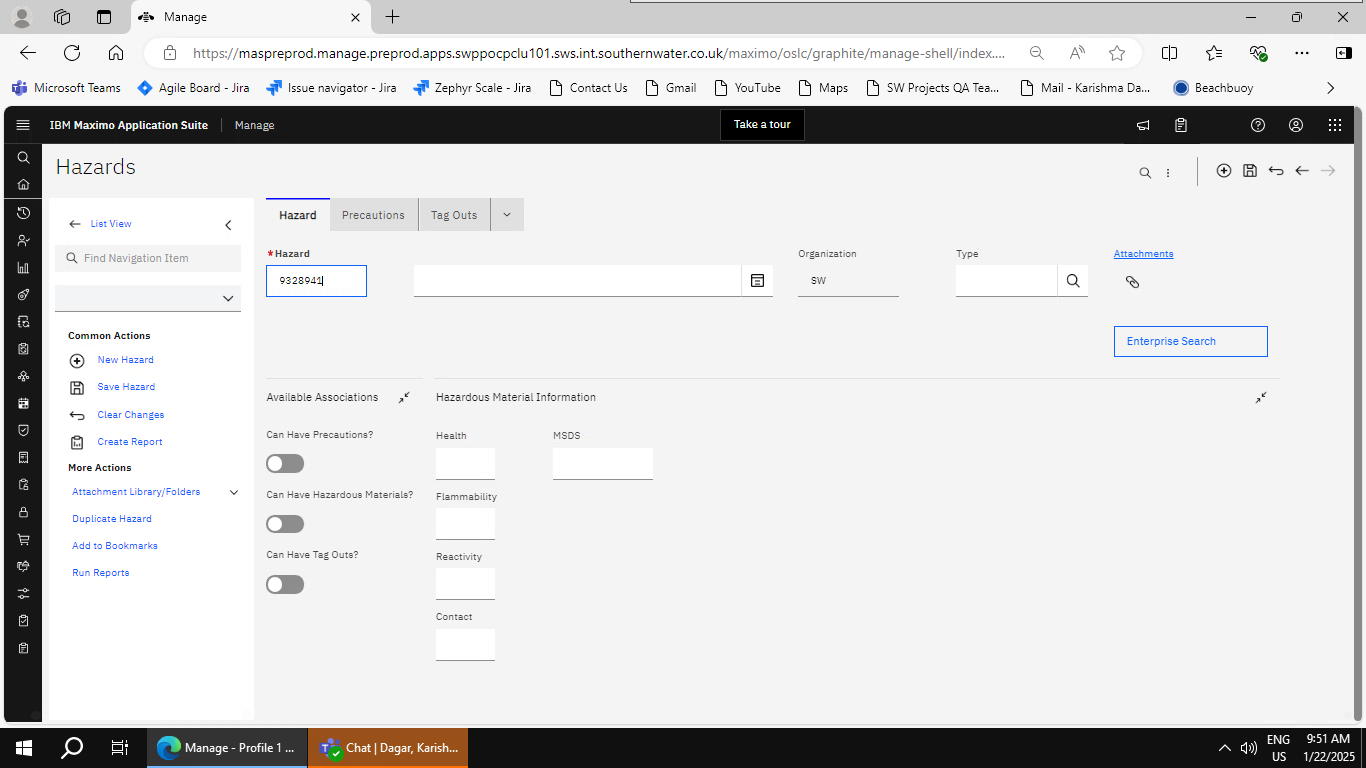 Manage
https://maspreprod.manage.preprod.apps.swppocpclu101.sws.int.southernwater.co.uk/maximo/oslc/graphite/manage-shell/index....
Microsoft Teams
Agile Board - Jira
Issue navigator - Jira
Zephyr Scale - Jira
Contact Us
Gmail
YouTube
Maps
SW Projects QA Tea...
Mail - Karishma Da...
Beachbuoy
IBM Maximo Application Suite
Manage
Take a tour
Hazards
List View
Find Navigation Item
Common Actions
New Hazard
Save Hazard
Clear Changes
Create Report
More Actions
Attachment Library/Folders
Duplicate Hazard
Add to Bookmarks
Run Reports
Hazard
Precautions
Tag Outs
*Hazard
9328941
Organization
SW
Type
Attachments
Enterprise Search
Available Associations
Can Have Precautions?
Can Have Hazardous Materials?
Can Have Tag Outs?
Hazardous Material Information
Health
MSDS
Flammability
Reactivity
Contact
Manage - Profile 1 ...
Chat | Dagar, Karish...
ENG
US
9:51 AM
1/22/2025